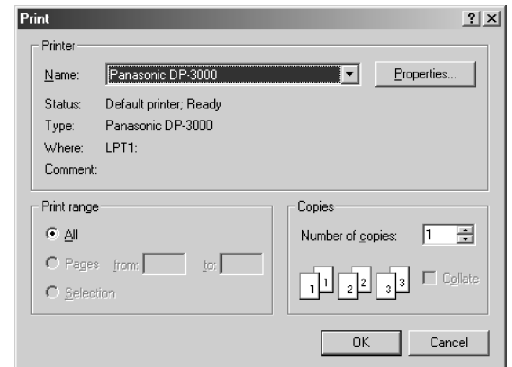 Print
Printer
Name: Panasonic DP-3000 Properties...
Status: Default printer; Ready
Type: Panasonic DP-3000
Where: LPT1:
Comment:
Print range
All
Pages from: to:
Selection
Copies
Number of copies: 1
1 1 2 2 3 3 Collate
OK Cancel